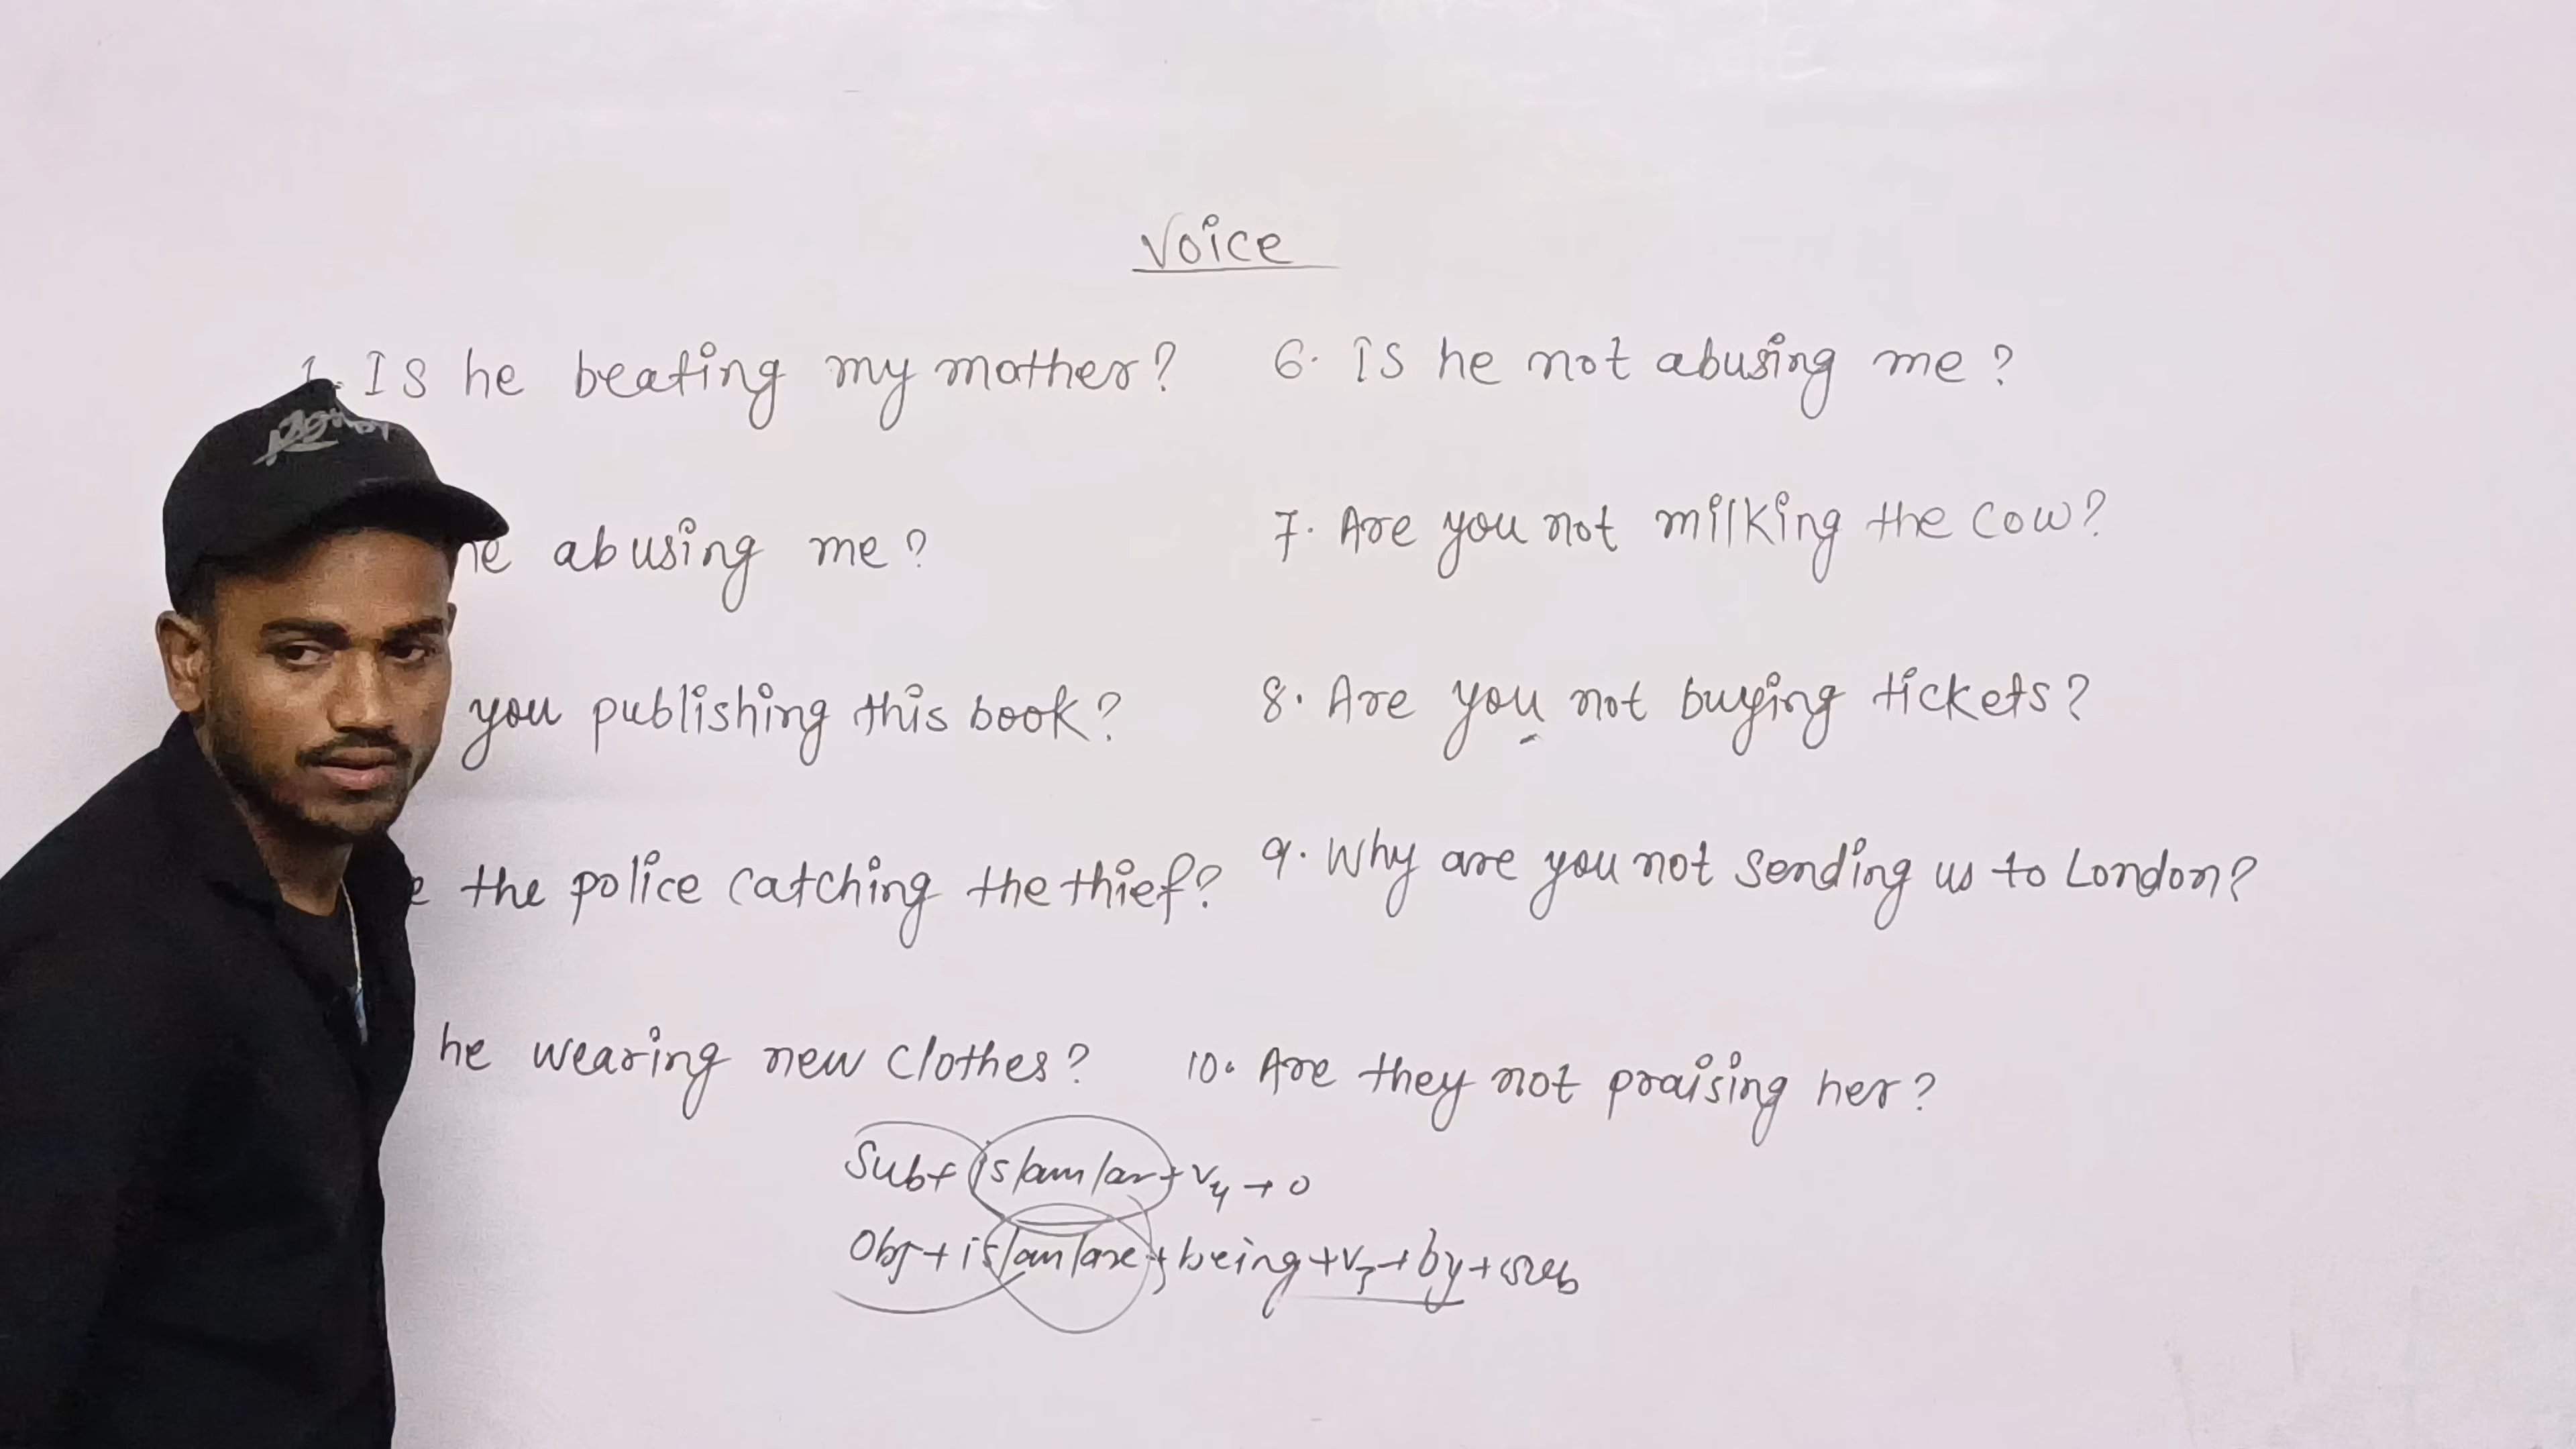 Voice
1. Is he beating my mother?
he abusing me?
you publishing this book?
the police catching the thief?
he wearing new clothes?
6. Is he not abusing me?
7. Are you not milking the cow?
8. Are you not buying tickets?
9. Why are you not sending us to London?
10. Are they not praising her?
Sub+ is/am/ar + V4 → O
Obj + is/am/are + being + V3 + by + sub